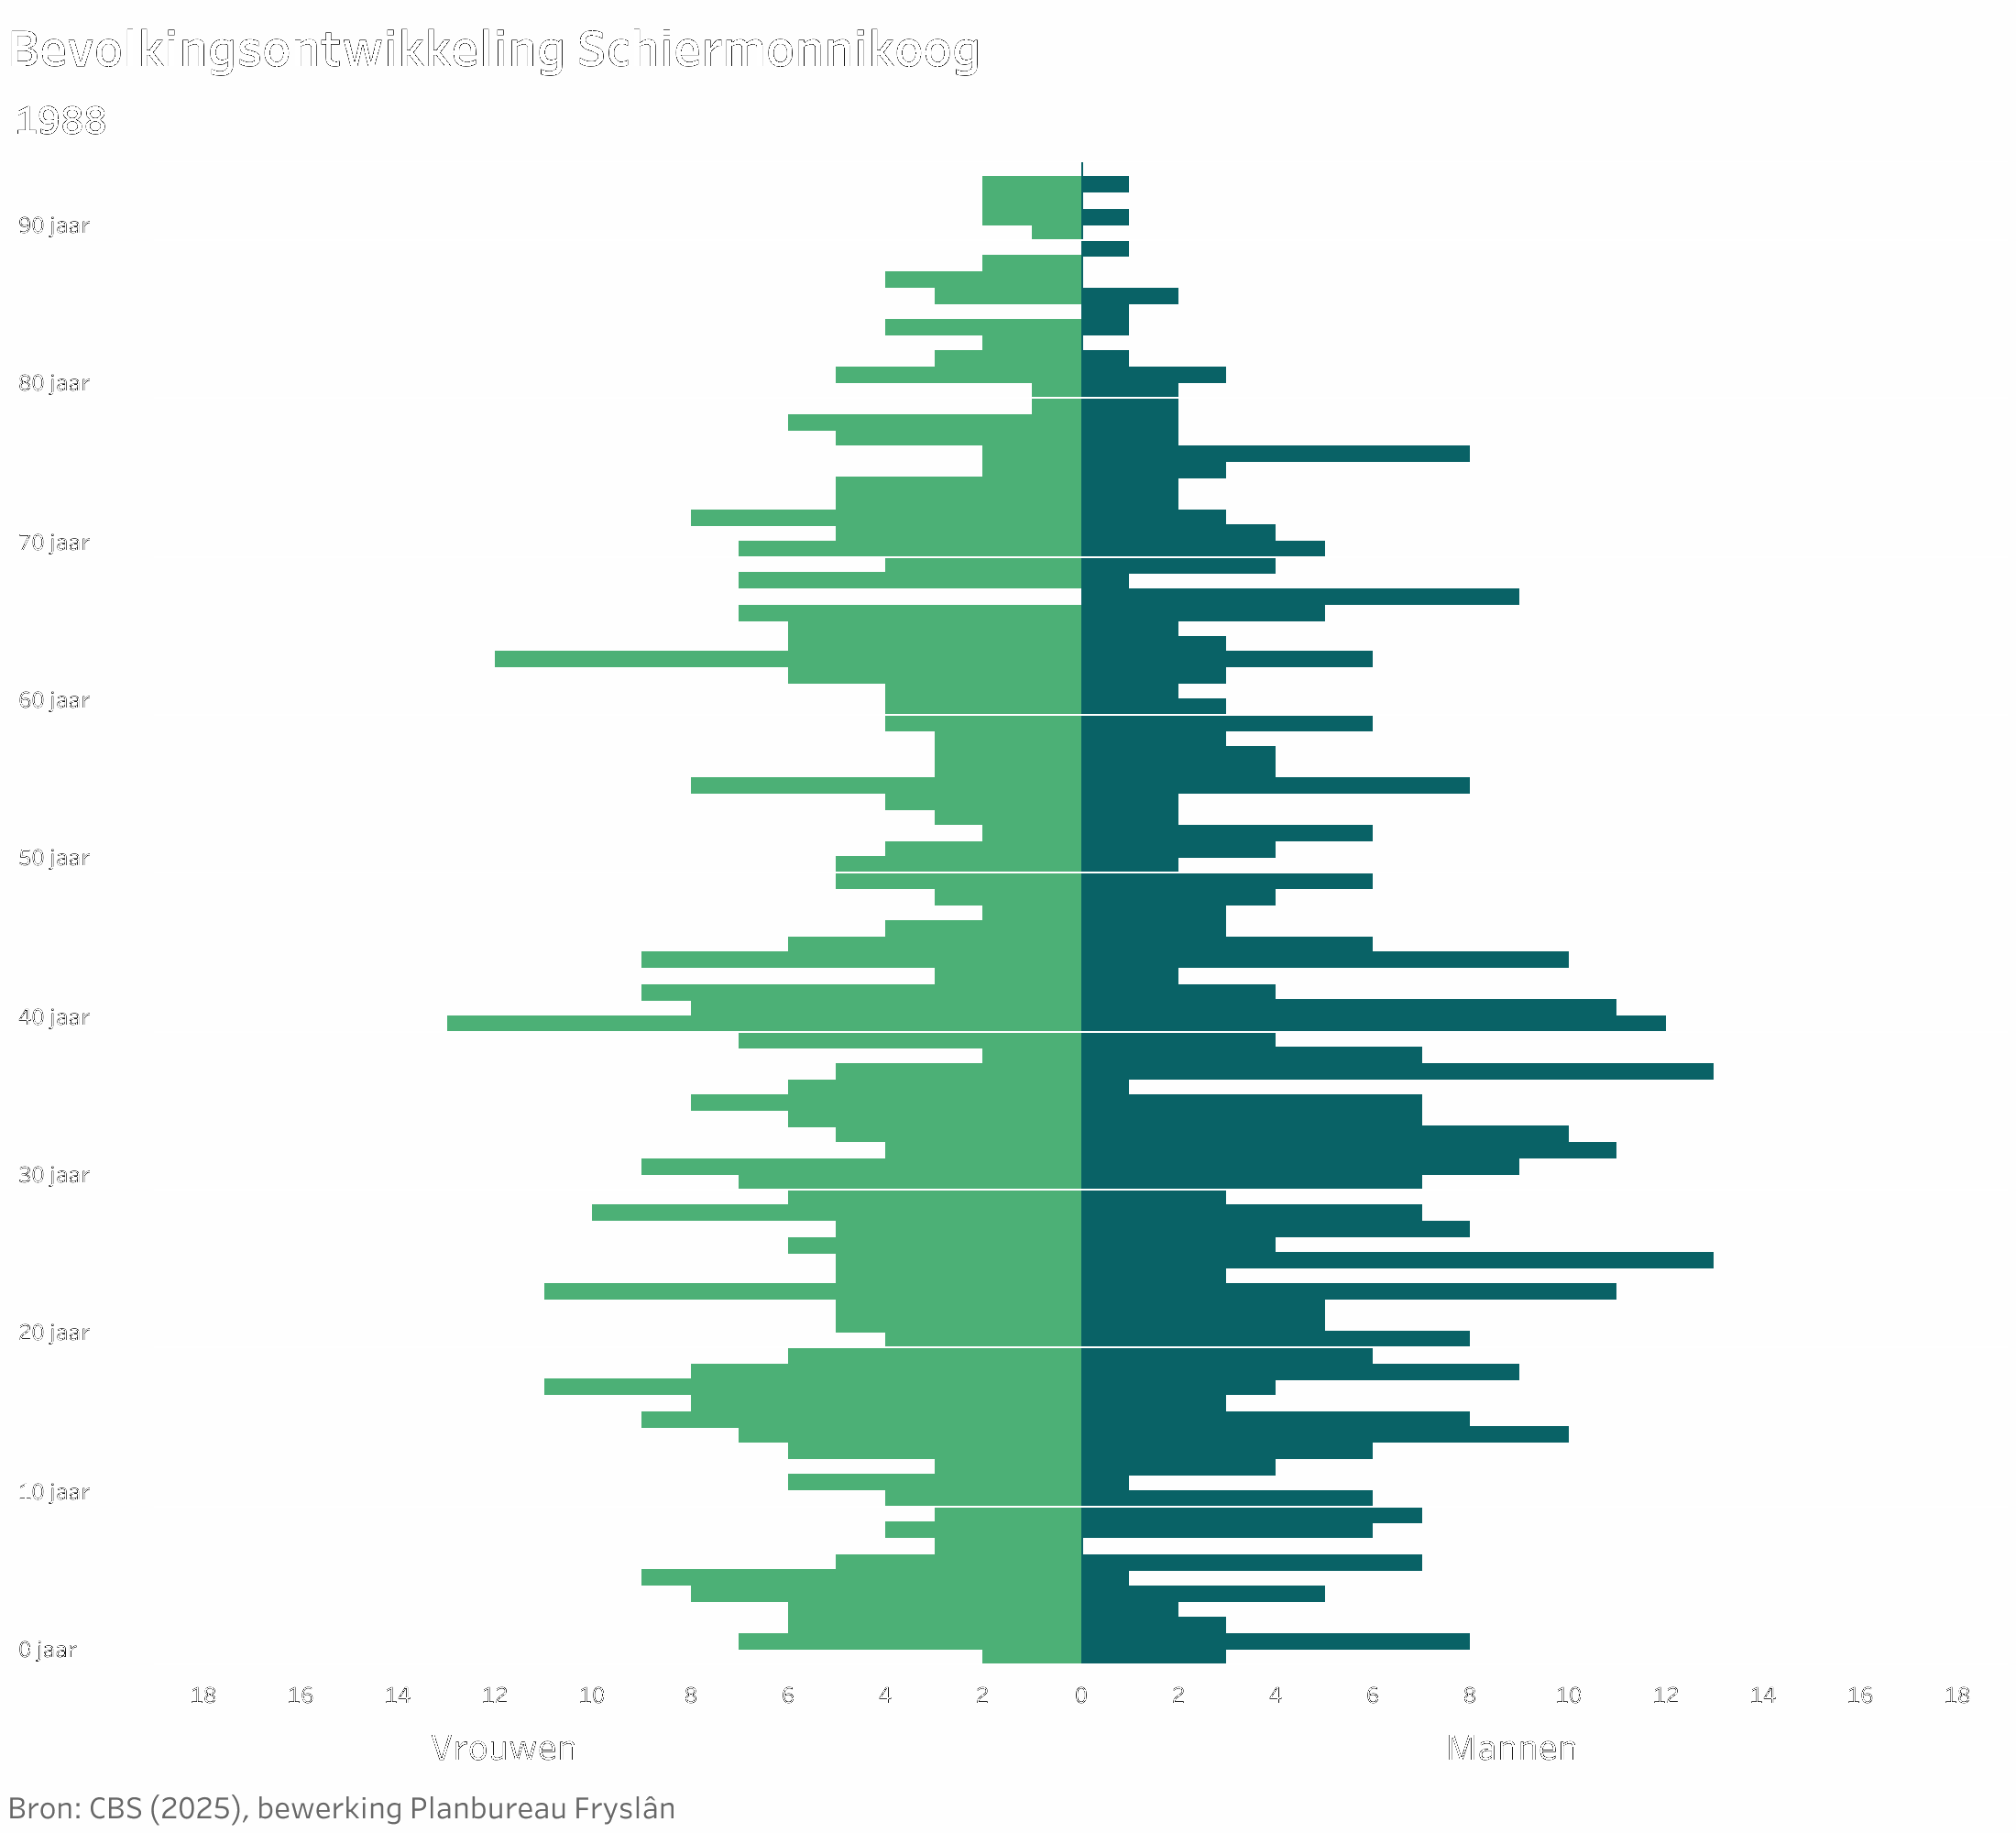 Bevolkingsontwikkeling Schiermonnikoog
1988
90 jaar
80 jaar
70 jaar
60 jaar
50 jaar
40 jaar
30 jaar
20 jaar
10 jaar
0 jaar
18 16 14 12 10 8 6 4 2 0 2 4 6 8 10 12 14 16 18
Vrouwen Mannen
Bron: CBS (2025), bewerking Planbureau Fryslân